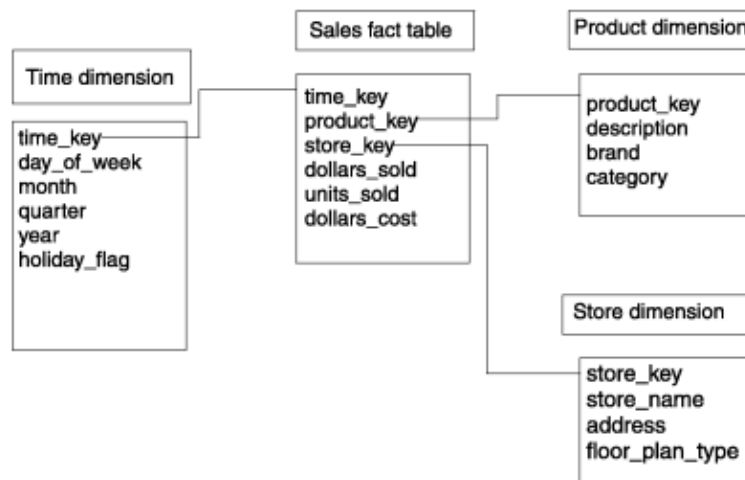 Time dimension
time_key
day_of_week
month
quarter
year
holiday_flag
Sales fact table
time_key
product_key
store_key
dollars_sold
units_sold
dollars_cost
Product dimension
product_key
description
brand
category
Store dimension
store_key
store_name
address
floor_plan_type